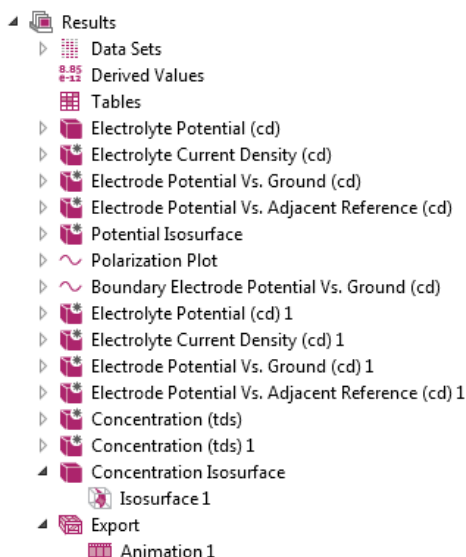 Results
Data Sets
8.85
e-12 Derived Values
Tables
Electrolyte Potential (cd)
Electrolyte Current Density (cd)
Electrode Potential Vs. Ground (cd)
Electrode Potential Vs. Adjacent Reference (cd)
Potential Isosurface
Polarization Plot
Boundary Electrode Potential Vs. Ground (cd)
Electrolyte Potential (cd) 1
Electrolyte Current Density (cd) 1
Electrode Potential Vs. Ground (cd) 1
Electrode Potential Vs. Adjacent Reference (cd) 1
Concentration (tds)
Concentration (tds) 1
Concentration Isosurface
Isosurface 1
Export
Animation 1